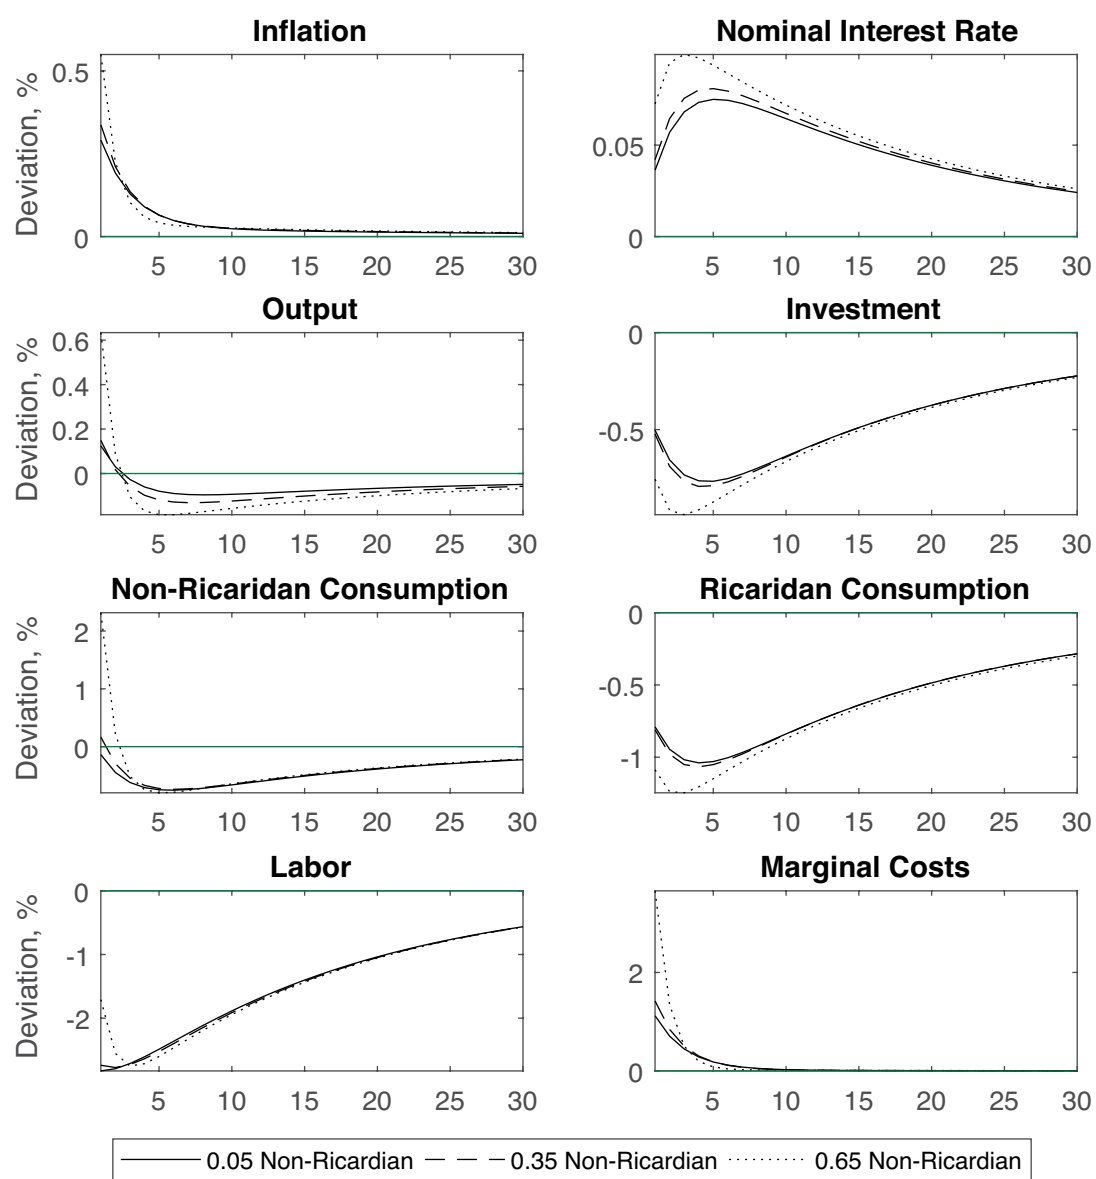 Inflation
Deviation, %
0.5
0
5 10 15 20 25 30
Nominal Interest Rate
0.05
0
5 10 15 20 25 30
Output
Deviation, %
0.6
0.4
0.2
0
5 10 15 20 25 30
Investment
0
-0.5
5 10 15 20 25 30
Non-Ricaridan Consumption
Deviation, %
2
1
0
5 10 15 20 25 30
Ricaridan Consumption
0
-0.5
-1
5 10 15 20 25 30
Labor
Deviation, %
0
-1
-2
5 10 15 20 25 30
Marginal Costs
2
0
5 10 15 20 25 30
0.05 Non-Ricardian 0.35 Non-Ricardian 0.65 Non-Ricardian